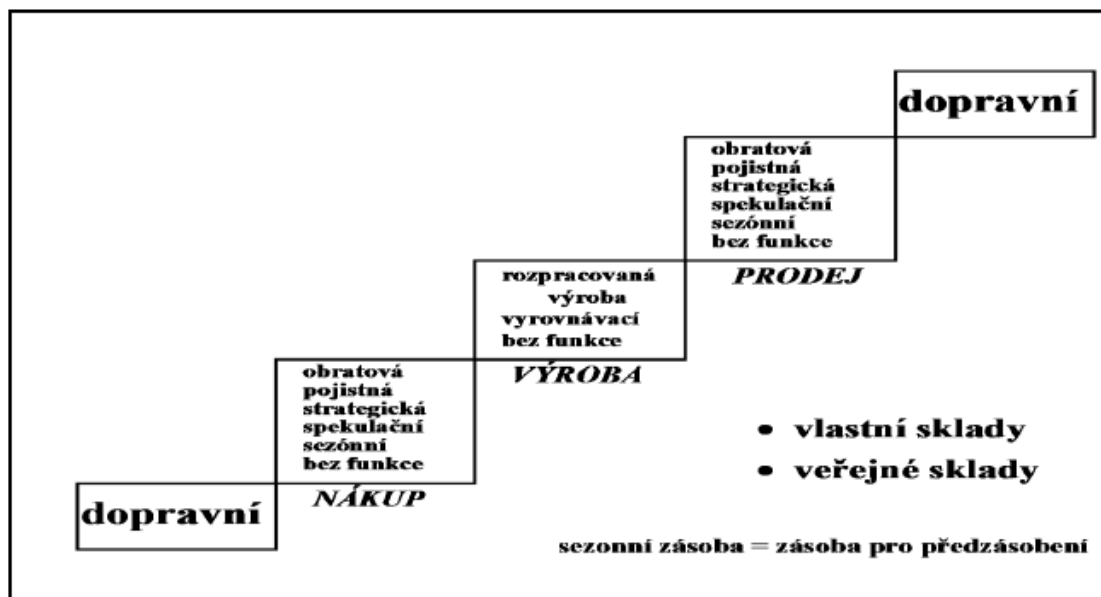 dopravní
obratová
pojistná
strategická
spekulační
sezónní
bez funkce
PRODEJ
rozpracovaná
výroba
vyrovnávací
bez funkce
VÝROBA
obratová
pojistná
strategická
spekulační
sezónní
bez funkce
NÁKUP
dopravní
• vlastní sklady
• veřejné sklady
sezonní zásoba = zásoba pro předzásobení